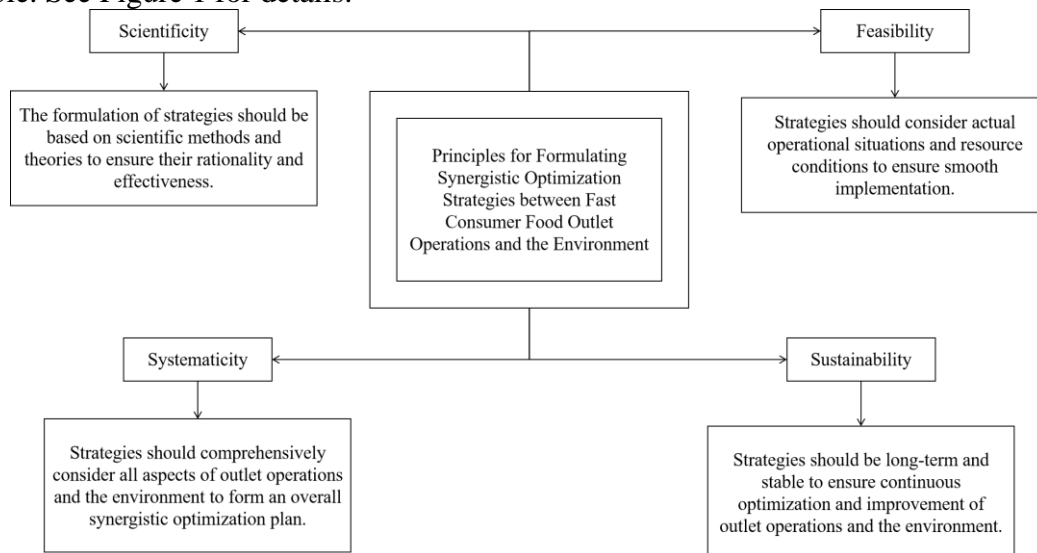 See Figure 1 for details.
Scientificity
Feasibility
The formulation of strategies should be
based on scientific methods and
theories to ensure their rationality and
effectiveness.
Principles for Formulating
Synergistic Optimization
Strategies between Fast
Consumer Food Outlet
Operations and the Environment
Strategies should consider actual
operational situations and resource
conditions to ensure smooth
implementation.
Systematicity
Sustainability
Strategies should comprehensively
consider all aspects of outlet operations
and the environment to form an overall
synergistic optimization plan.
Strategies should be long-term and
stable to ensure continuous
optimization and improvement of
outlet operations and the environment.